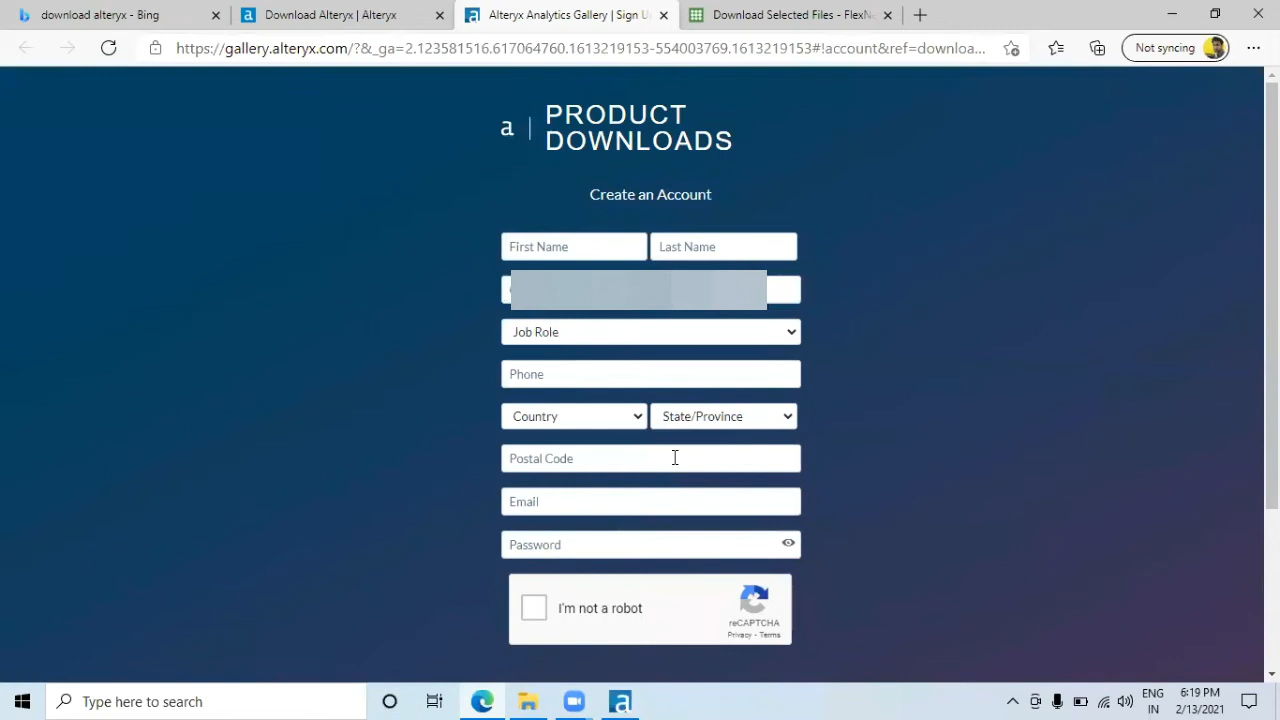 download alteryx - Bing
Download Alteryx | Alteryx
Alteryx Analytics Gallery | Sign U
Download Selected Files - FlexNe
https://gallery.alteryx.com/?&_ga=2.123581516.617064760.1613219153-554003769.1613219153#!account&ref=downloa...
Not syncing
a | PRODUCT
DOWNLOADS
Create an Account
First Name
Last Name
Job Role
Phone
Country
State/Province
Postal Code
Email
Password
I'm not a robot
reCAPTCHA
Privacy - Terms
Type here to search
ENG
IN
6:19 PM
2/13/2021